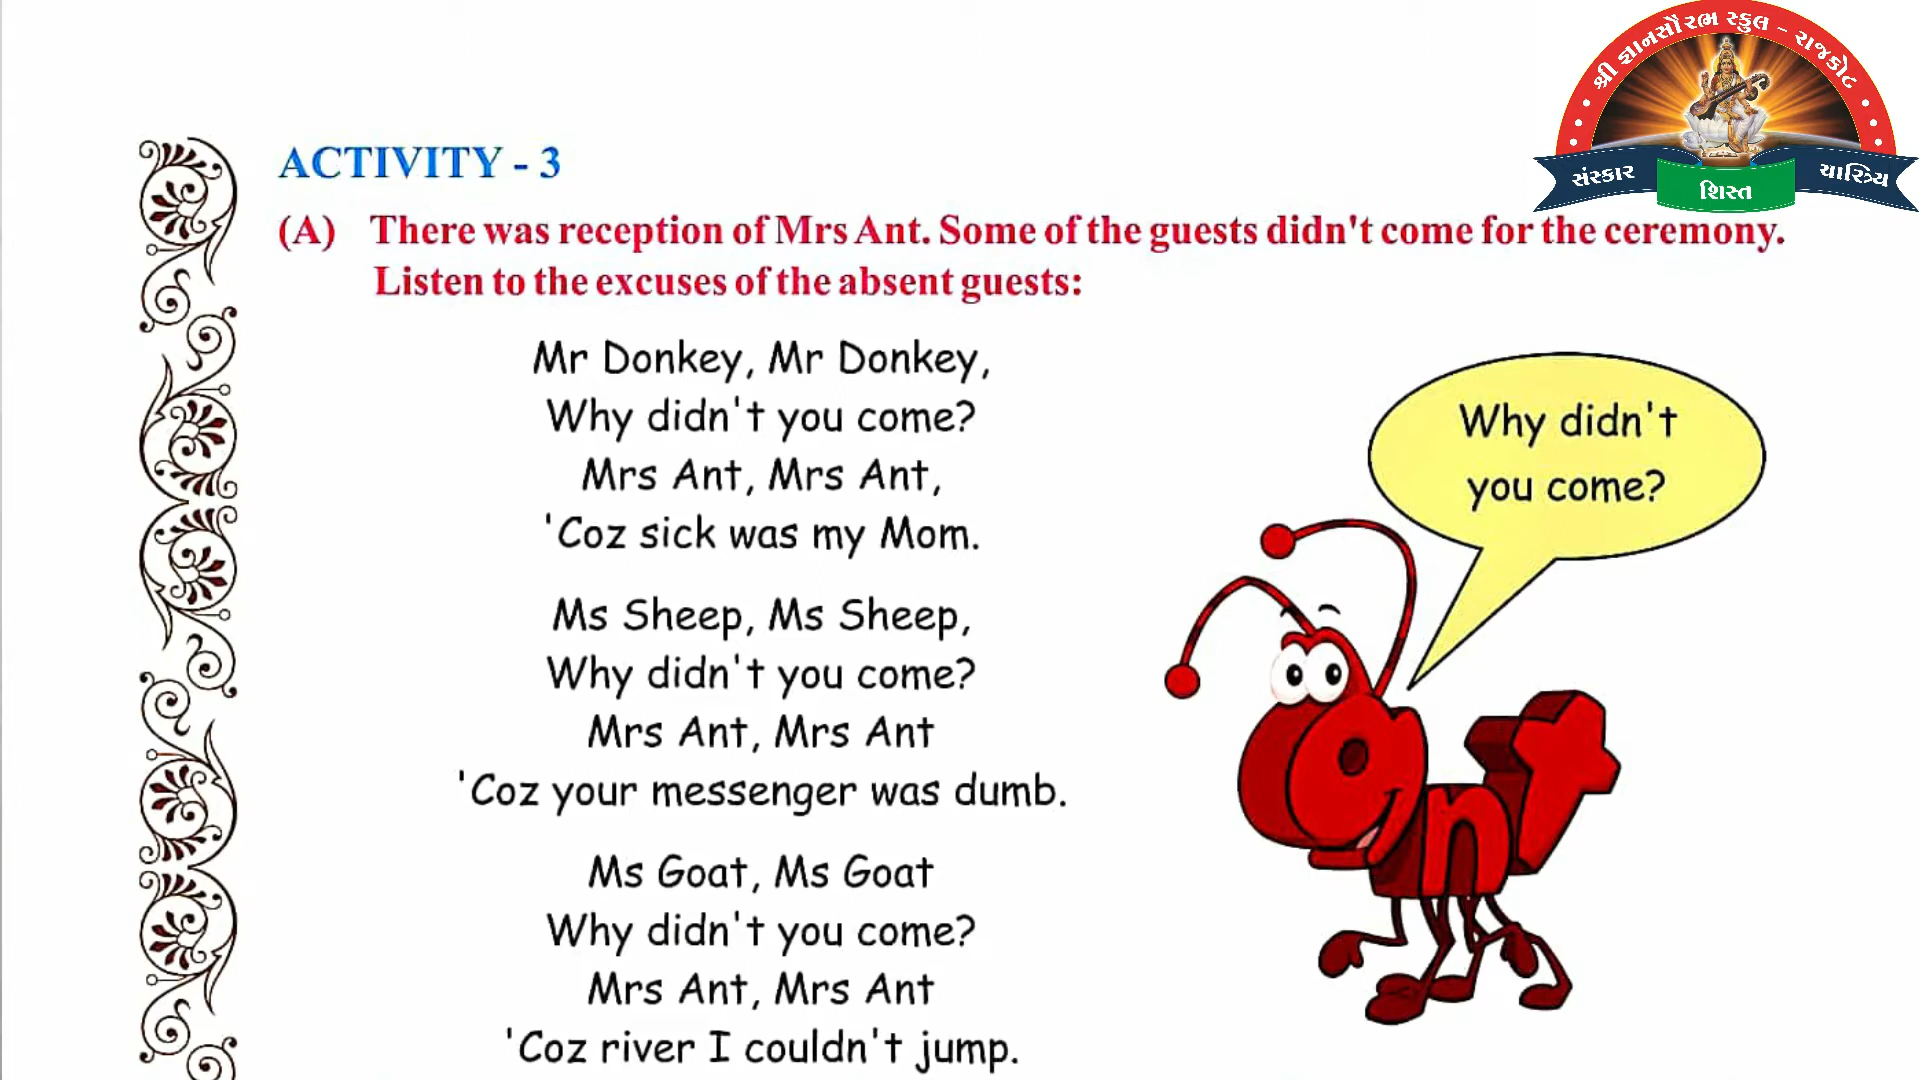 શ્રી જ્ઞાનસૌરભ સ્કુલ - રાજકોટ
સંસ્કાર
શિસ્ત
ચારિત્ર્ય
ACTIVITY - 3
(A) There was reception of Mrs Ant. Some of the guests didn't come for the ceremony.
Listen to the excuses of the absent guests:
Mr Donkey, Mr Donkey,
Why didn't you come?
Mrs Ant, Mrs Ant,
'Coz sick was my Mom.
Ms Sheep, Ms Sheep,
Why didn't you come?
Mrs Ant, Mrs Ant
'Coz your messenger was dumb.
Ms Goat, Ms Goat
Why didn't you come?
Mrs Ant, Mrs Ant
'Coz river I couldn't jump.
Why didn't
you come?
ant